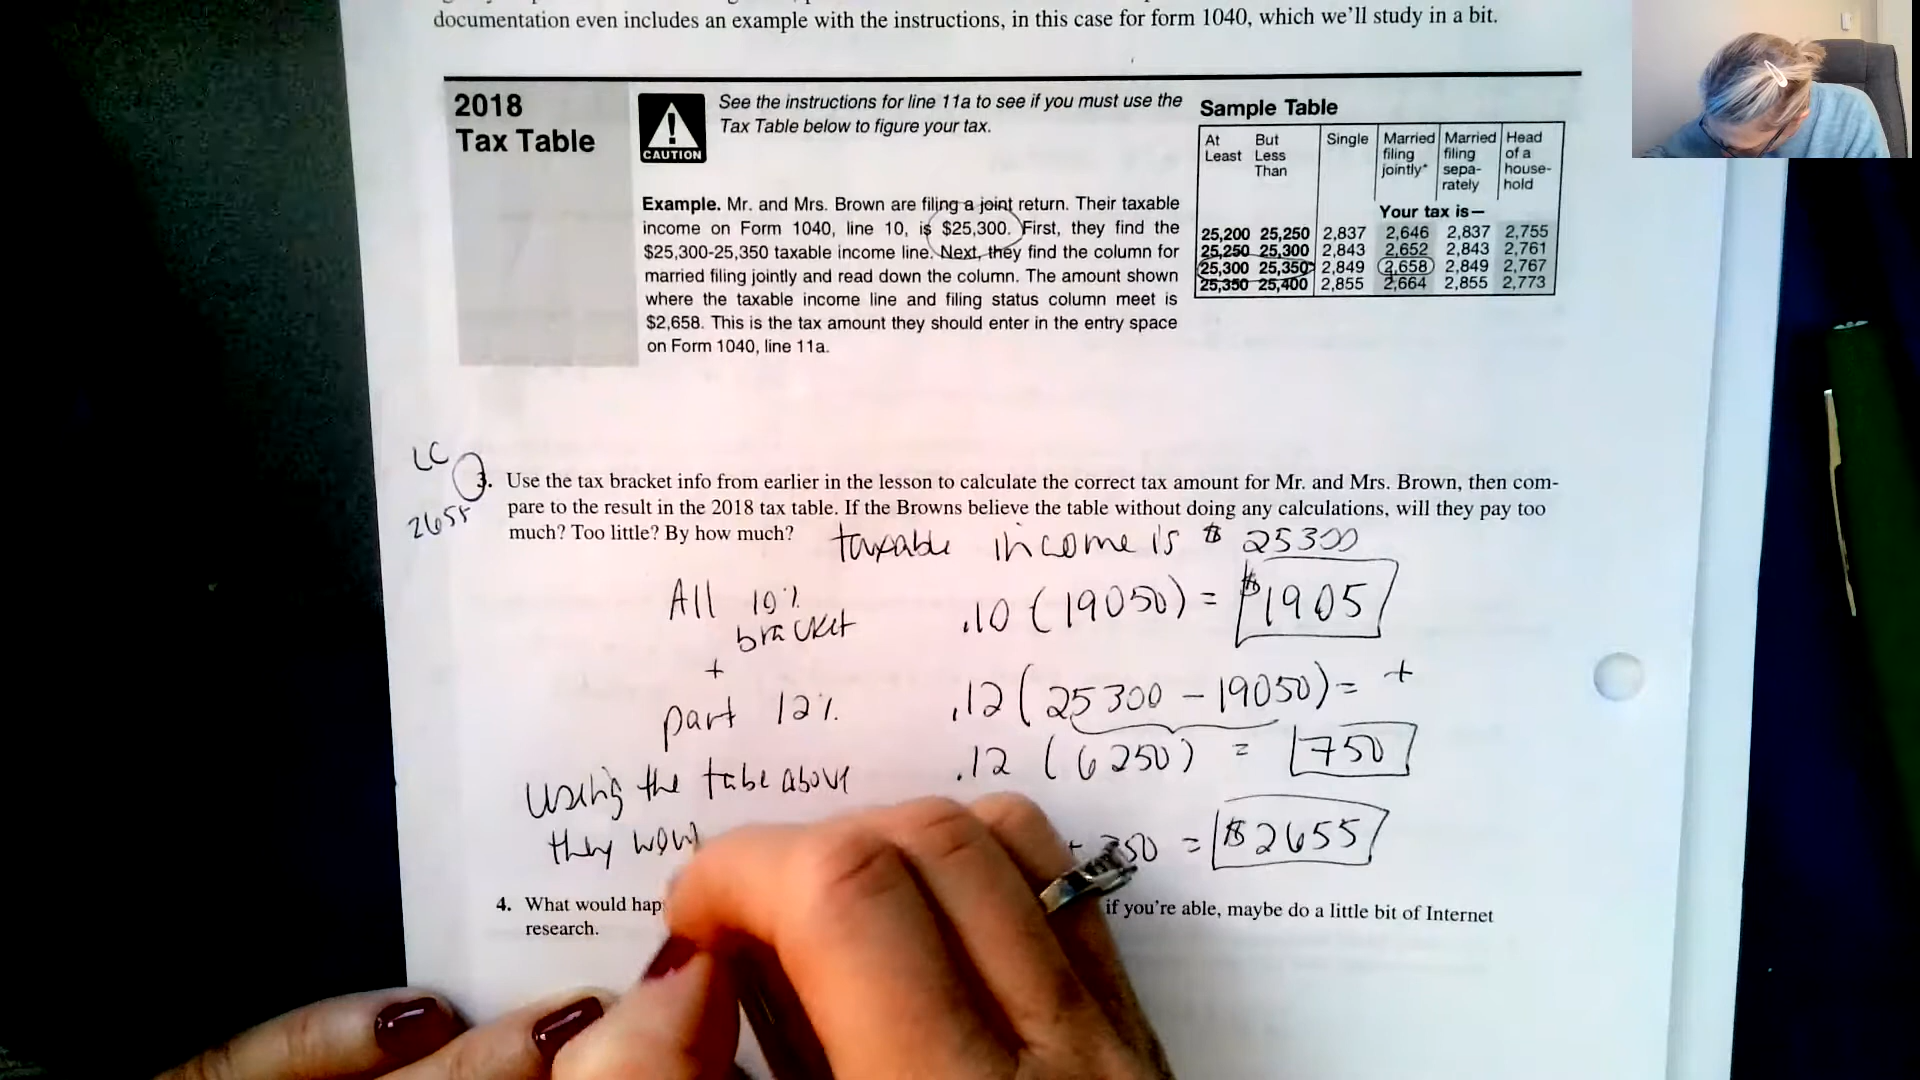 documentation even includes an example with the instructions, in this case for form 1040, which we'll study in a bit.
2018
Tax Table
CAUTION
See the instructions for line 11a to see if you must use the
Tax Table below to figure your tax.
Example. Mr. and Mrs. Brown are filing a joint return. Their taxable
income on Form 1040, line 10, is $25,300. First, they find the
$25,300-25,350 taxable income line. Next, they find the column for
married filing jointly and read down the column. The amount shown
where the taxable income line and filing status column meet is
$2,658. This is the tax amount they should enter in the entry space
on Form 1040, line 11a.
Sample Table
At Least
But Less Than
Single
Married filing jointly*
Married filing sepa-rately
Head of a house-hold
Your tax is—
25,200 25,250 2,837 2,646 2,837 2,755
25,250 25,300 2,843 2,652 2,843 2,761
25,300 25,350 2,849 2,658 2,849 2,767
25,350 25,400 2,855 2,664 2,855 2,773
LC
2658
3. Use the tax bracket info from earlier in the lesson to calculate the correct tax amount for Mr. and Mrs. Brown, then com-
pare to the result in the 2018 tax table. If the Browns believe the table without doing any calculations, will they pay too
much? Too little? By how much?
taxable income is $25300
All 10%
bracket
.10 (19050) = $1905
+
part 12%
.12 (25300 - 19050) = +
.12 (6250) = 750
using the table above
they
50 = $2655
4. What would hap
if you're able, maybe do a little bit of Internet
research.